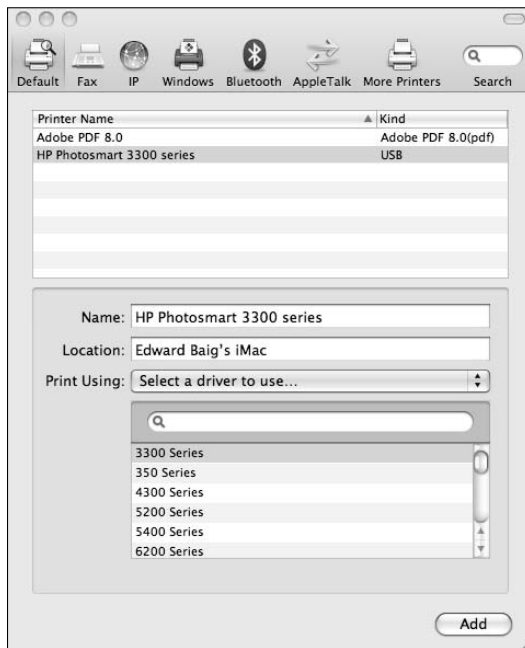 Default Fax IP Windows Bluetooth AppleTalk More Printers Search
Printer Name Kind
Adobe PDF 8.0 Adobe PDF 8.0(pdf)
HP Photosmart 3300 series USB
Name: HP Photosmart 3300 series
Location: Edward Baig's iMac
Print Using: Select a driver to use...
3300 Series
350 Series
4300 Series
5200 Series
5400 Series
6200 Series
Add